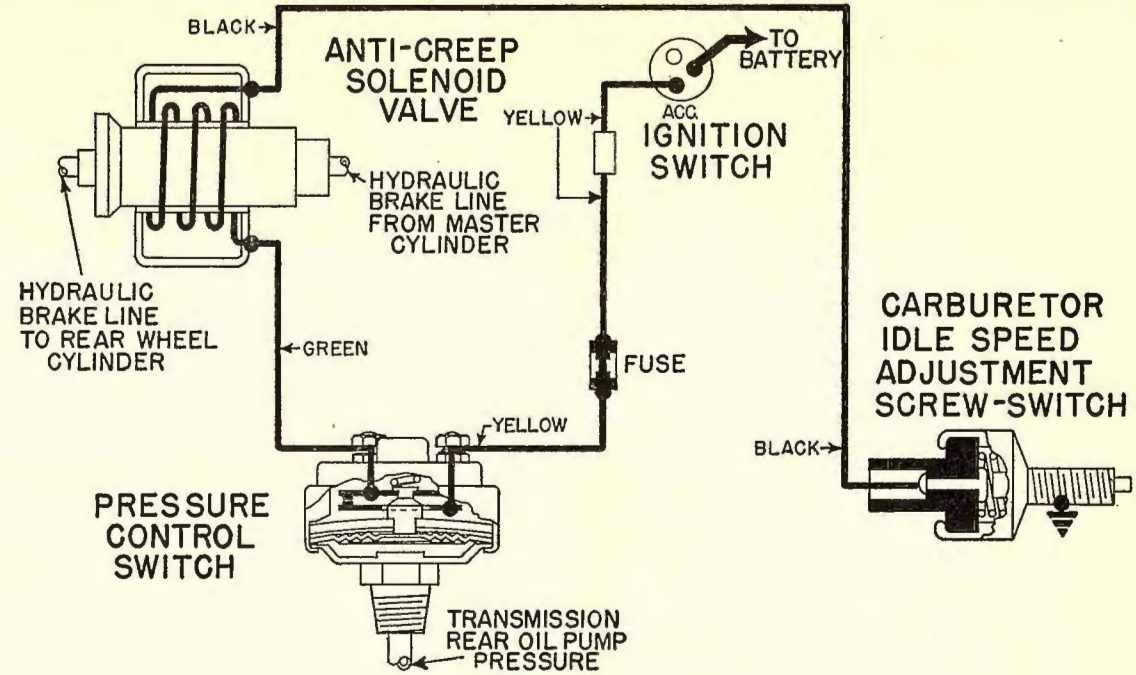 BLACK
ANTI-CREEP
SOLENOID
VALVE
TO
BATTERY
YELLOW
ACC.
IGNITION
SWITCH
HYDRAULIC
BRAKE LINE
FROM MASTER
CYLINDER
HYDRAULIC
BRAKE LINE
TO REAR WHEEL
CYLINDER
GREEN
FUSE
CARBURETOR
IDLE SPEED
ADJUSTMENT
SCREW-SWITCH
YELLOW
BLACK
PRESSURE
CONTROL
SWITCH
TRANSMISSION
REAR OIL PUMP
PRESSURE